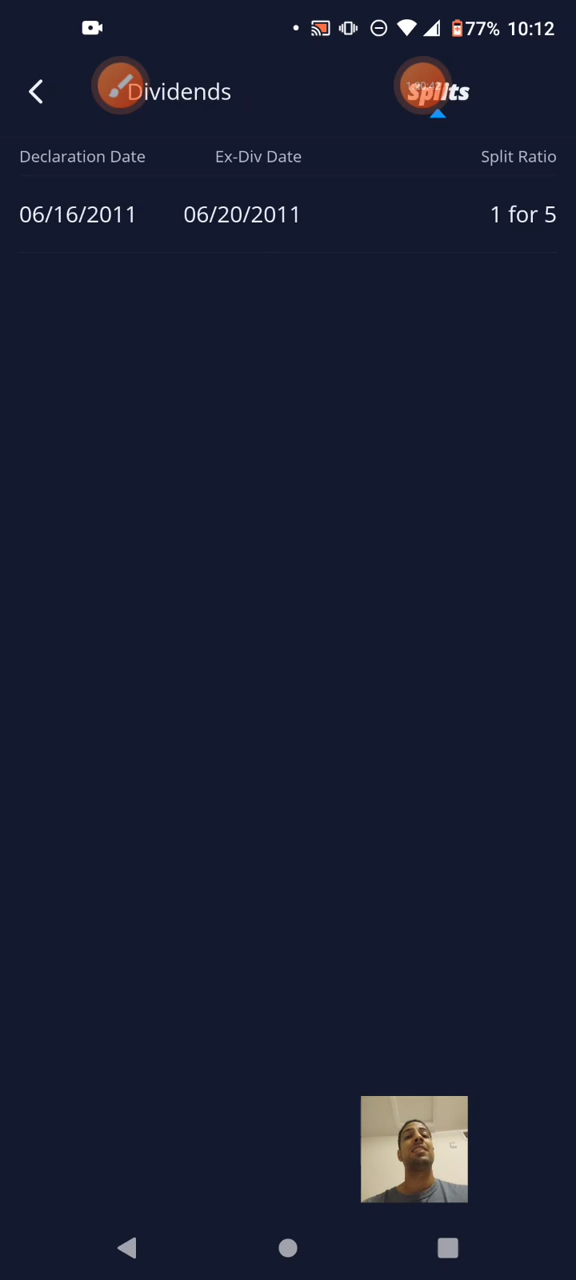 77% 10:12
Dividends
Spilts
Declaration Date Ex-Div Date Split Ratio
06/16/2011 06/20/2011 1 for 5